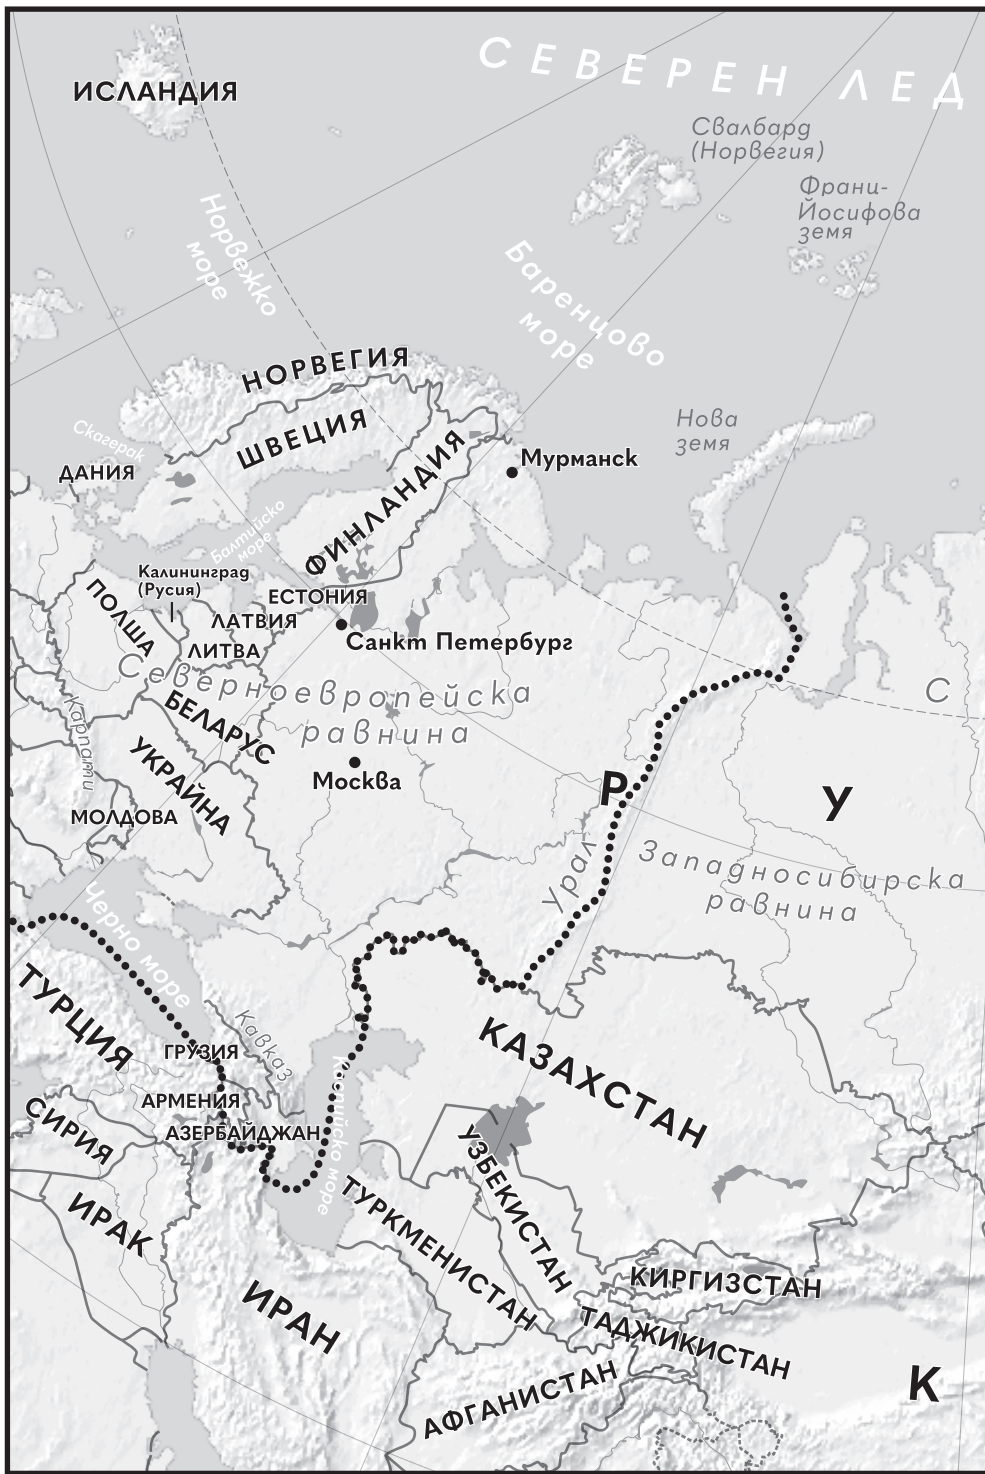 СЕВЕРЕН ЛЕД
ИСЛАНДИЯ
Свалбард
(Норвегия)
Франц-
Йосифова
земя
Норвежко
море
Баренцово
море
НОРВЕГИЯ
ШВЕЦИЯ
ФИНЛАНДИЯ
Нова
земя
Мурманск
Скагерак
ДАНИЯ
Балтийско
море
Калининград
(Русия)
ПОЛША
ЕСТОНИЯ
ЛАТВИЯ
ЛИТВА
Санкт Петербург
Северноевропейска
равнина
С
БЕЛАРУС
Карпати
УКРАЙНА
МОЛДОВА
Москва
Р
У
Урал
Западносибирска
равнина
Черно море
ТУРЦИЯ
Кавказ
ГРУЗИЯ
АРМЕНИЯ
АЗЕРБАЙДЖАН
Каспийско море
КАЗАХСТАН
СИРИЯ
ИРАК
ИРАН
УЗБЕКИСТАН
ТУРКМЕНИСТАН
КИРГИЗСТАН
ТАДЖИКИСТАН
АФГАНИСТАН
К